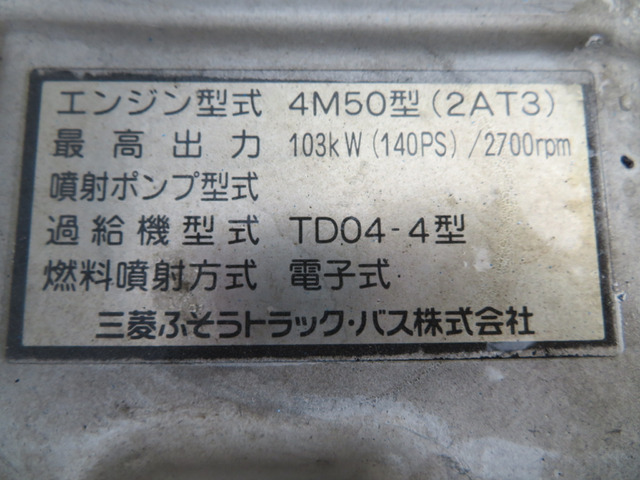 エンジン型式 4M50型(2AT3)
最高出力 103kW(140PS)/2700rpm
噴射ポンプ型式
過給機型式 TD04-4型
燃料噴射方式 電子式
三菱ふそうトラック・バス株式会社